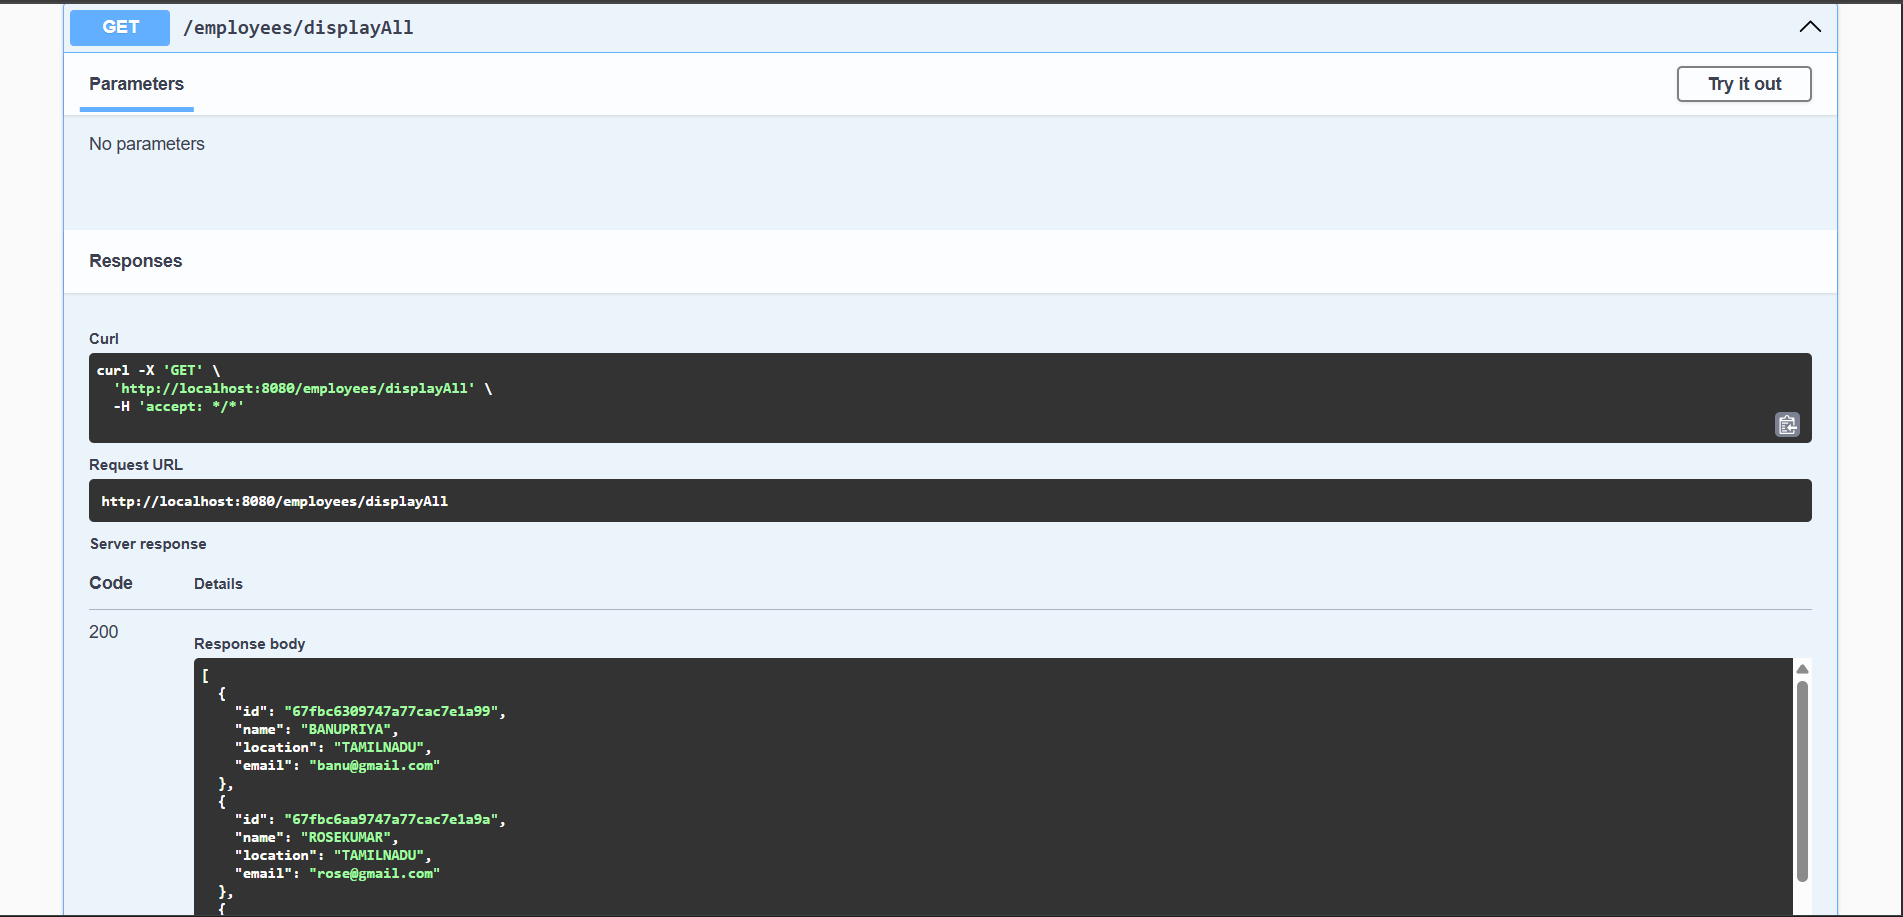 GET /employees/displayAll
Parameters
Try it out
No parameters
Responses
Curl
curl -X 'GET' \
  'http://localhost:8080/employees/displayAll' \
  -H 'accept: */*'
Request URL
http://localhost:8080/employees/displayAll
Server response
Code Details
200
Response body
[
  {
    "id": "67fbc6309747a77cac7e1a99",
    "name": "BANUPRIYA",
    "location": "TAMILNADU",
    "email": "banu@gmail.com"
  },
  {
    "id": "67fbc6aa9747a77cac7e1a9a",
    "name": "ROSEKUMAR",
    "location": "TAMILNADU",
    "email": "rose@gmail.com"
  },
  {